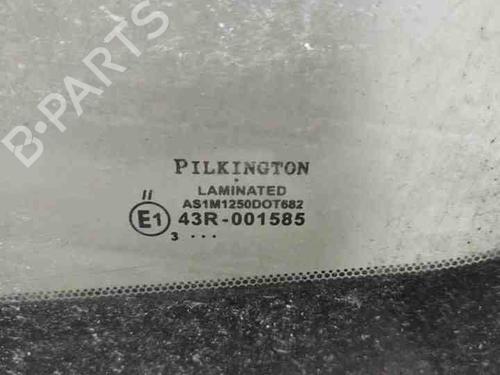 B-PARTS
PILKINGTON
LAMINATED
AS1M1250DOT682
II
E1 43R-001585
3 ...